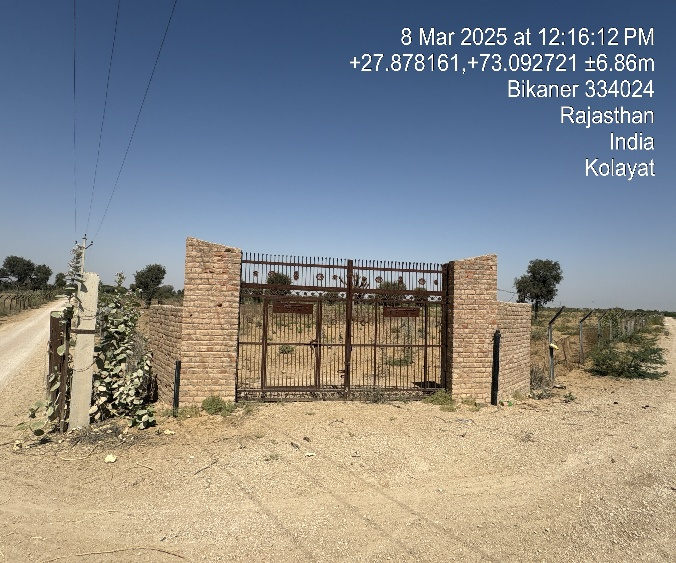 8 Mar 2025 at 12:16:12 PM
+27.878161,+73.092721 ±6.86m
Bikaner 334024
Rajasthan
India
Kolayat